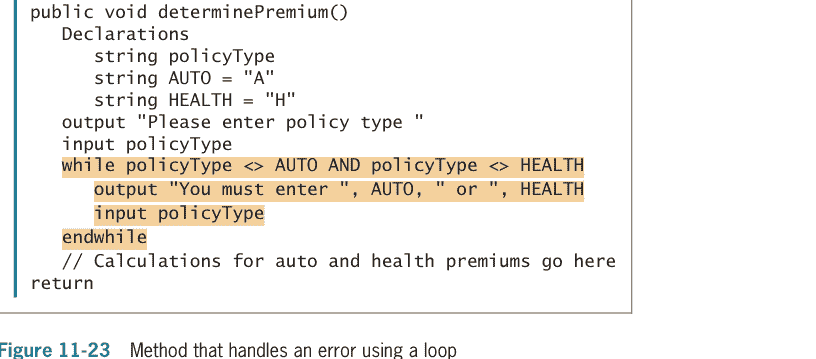 public void determinePremium()
   Declarations
      string policyType
      string AUTO = "A"
      string HEALTH = "H"
   output "Please enter policy type "
   input policyType
   while policyType <> AUTO AND policyType <> HEALTH
      output "You must enter ", AUTO, " or ", HEALTH
      input policyType
   endwhile
   // Calculations for auto and health premiums go here
return
Figure 11-23 Method that handles an error using a loop